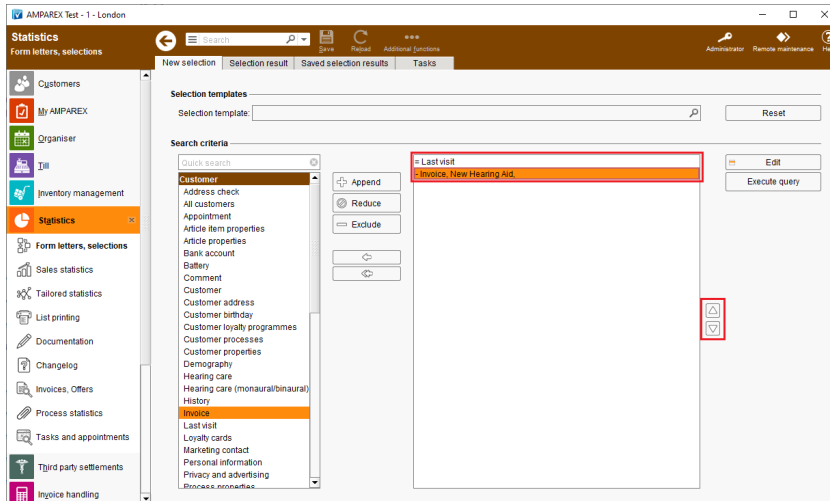 AMPAREX Test - 1 - London
Statistics
Form letters, selections
Search
Save
Reload
Additional functions
Administrator
Remote maintenance
New selection
Selection result
Saved selection results
Tasks
Customers
My AMPAREX
Organiser
Till
Inventory management
Statistics
Form letters, selections
Sales statistics
Tailored statistics
List printing
Documentation
Changelog
Invoices, Offers
Process statistics
Tasks and appointments
Third party settlements
Invoice handling
Selection templates
Selection template:
Reset
Search criteria
Quick search
Customer
Address check
All customers
Appointment
Article item properties
Article properties
Bank account
Battery
Comment
Customer
Customer address
Customer birthday
Customer loyalty programmes
Customer processes
Customer properties
Demography
Hearing care
Hearing care (monaural/binaural)
History
Invoice
Last visit
Loyalty cards
Marketing contact
Personal information
Privacy and advertising
Process properties
Append
Reduce
Exclude
= Last visit
- Invoice, New Hearing Aid,
Edit
Execute query